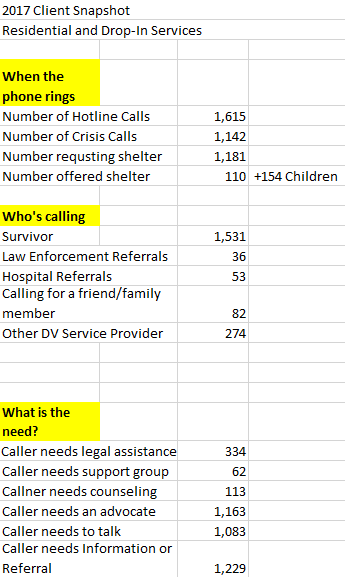 2017 Client Snapshot
Residential and Drop-In Services
When the
phone rings
Number of Hotline Calls 1,615
Number of Crisis Calls 1,142
Number requsting shelter 1,181
Number offered shelter 110 +154 Children
Who's calling
Survivor 1,531
Law Enforcement Referrals 36
Hospital Referrals 53
Calling for a friend/family
member 82
Other DV Service Provider 274
What is the
need?
Caller needs legal assistance 334
Caller needs support group 62
Callner needs counseling 113
Caller needs an advocate 1,163
Caller needs to talk 1,083
Caller needs Information or
Referral 1,229